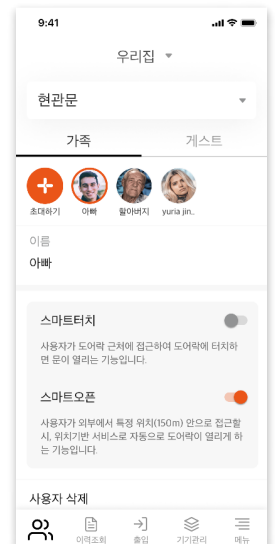 9:41
우리집
현관문
가족 게스트
초대하기 아빠 할아버지 yuria jin..
이름
아빠
스마트터치
사용자가 도어락 근처에 접근하여 도어락에 터치하
면 문이 열리는 기능입니다.
스마트오픈
사용자가 외부에서 특정 위치(150m) 안으로 접근할
시, 위치기반 서비스로 자동으로 도어락이 열리게 하
는 기능입니다.
사용자 삭제
이력조회 출입 기기관리 메뉴